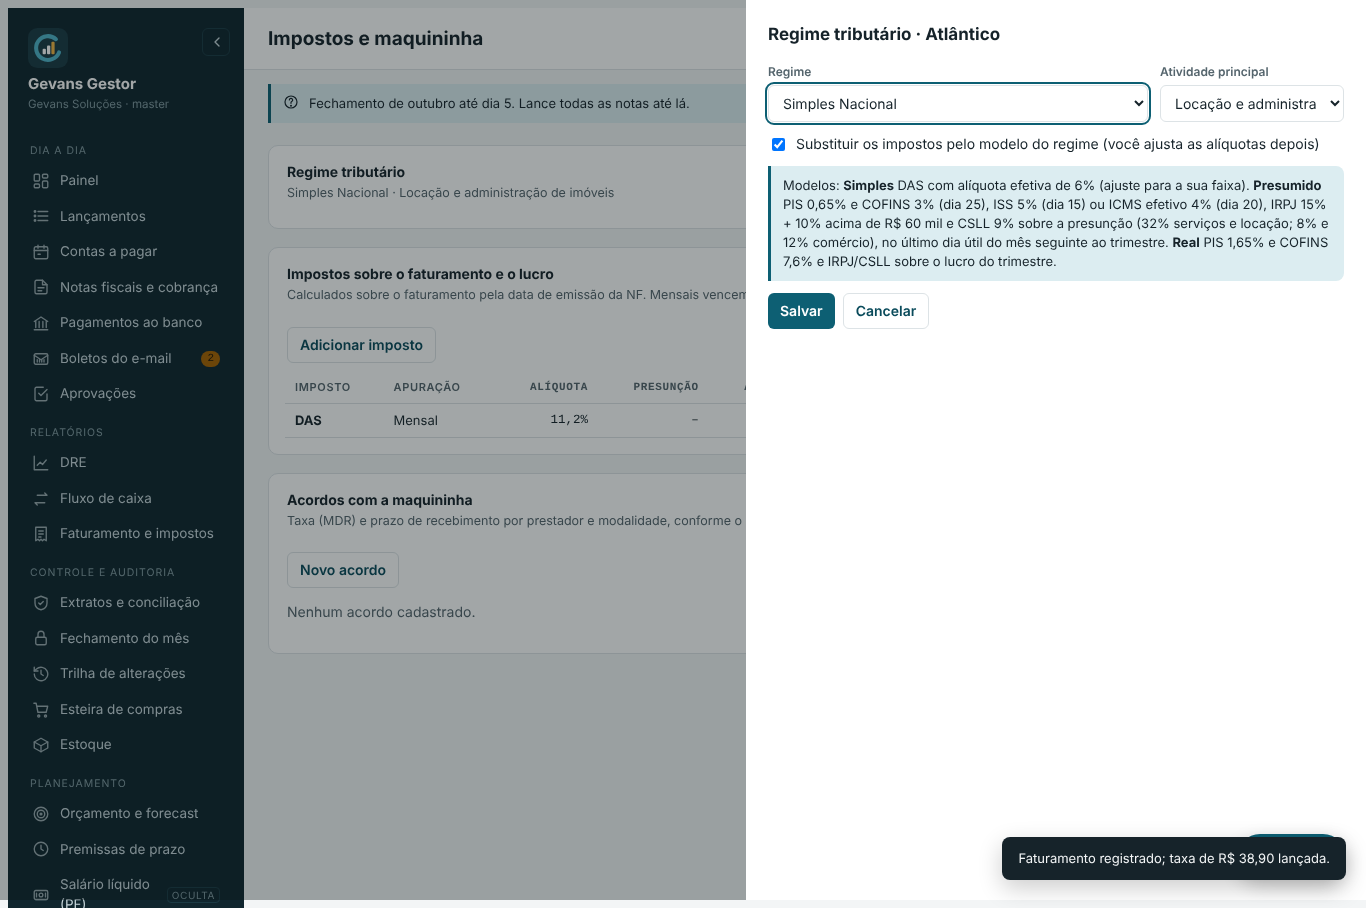 Gevans Gestor
Gevans Soluções · master
DIA A DIA
Painel
Lançamentos
Contas a pagar
Notas fiscais e cobrança
Pagamentos ao banco
Boletos do e-mail 2
Aprovações
RELATÓRIOS
DRE
Fluxo de caixa
Faturamento e impostos
CONTROLE E AUDITORIA
Extratos e conciliação
Fechamento do mês
Trilha de alterações
Esteira de compras
Estoque
PLANEJAMENTO
Orçamento e forecast
Premissas de prazo
Salário líquido
(PF) OCULTA
Impostos e maquininha
Fechamento de outubro até dia 5. Lance todas as notas até lá.
Regime tributário
Simples Nacional · Locação e administração de imóveis
Impostos sobre o faturamento e o lucro
Calculados sobre o faturamento pela data de emissão da NF. Mensais vencem
Adicionar imposto
IMPOSTO APURAÇÃO ALÍQUOTA PRESUNÇÃO
DAS Mensal 11,2% –
Acordos com a maquininha
Taxa (MDR) e prazo de recebimento por prestador e modalidade, conforme o
Novo acordo
Nenhum acordo cadastrado.
Regime tributário · Atlântico
Regime Atividade principal
Simples Nacional Locação e administra
Substituir os impostos pelo modelo do regime (você ajusta as alíquotas depois)
Modelos: Simples DAS com alíquota efetiva de 6% (ajuste para a sua faixa). Presumido
PIS 0,65% e COFINS 3% (dia 25), ISS 5% (dia 15) ou ICMS efetivo 4% (dia 20), IRPJ 15%
+ 10% acima de R$ 60 mil e CSLL 9% sobre a presunção (32% serviços e locação; 8% e
12% comércio), no último dia útil do mês seguinte ao trimestre. Real PIS 1,65% e COFINS
7,6% e IRPJ/CSLL sobre o lucro do trimestre.
Salvar Cancelar
Faturamento registrado; taxa de R$ 38,90 lançada.